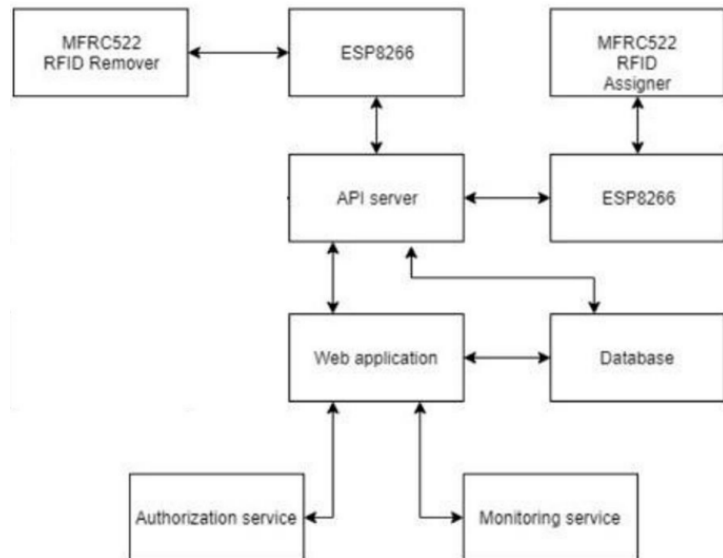 MFRC522
RFID Remover
ESP8266
MFRC522
RFID
Assigner
API server
ESP8266
Web application
Database
Authorization service
Monitoring service